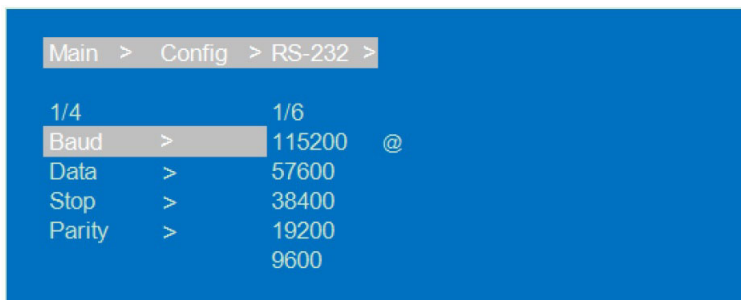 Main > Config > RS-232 >
1/4 1/6
Baud > 115200 @
Data > 57600
Stop > 38400
Parity > 19200
9600